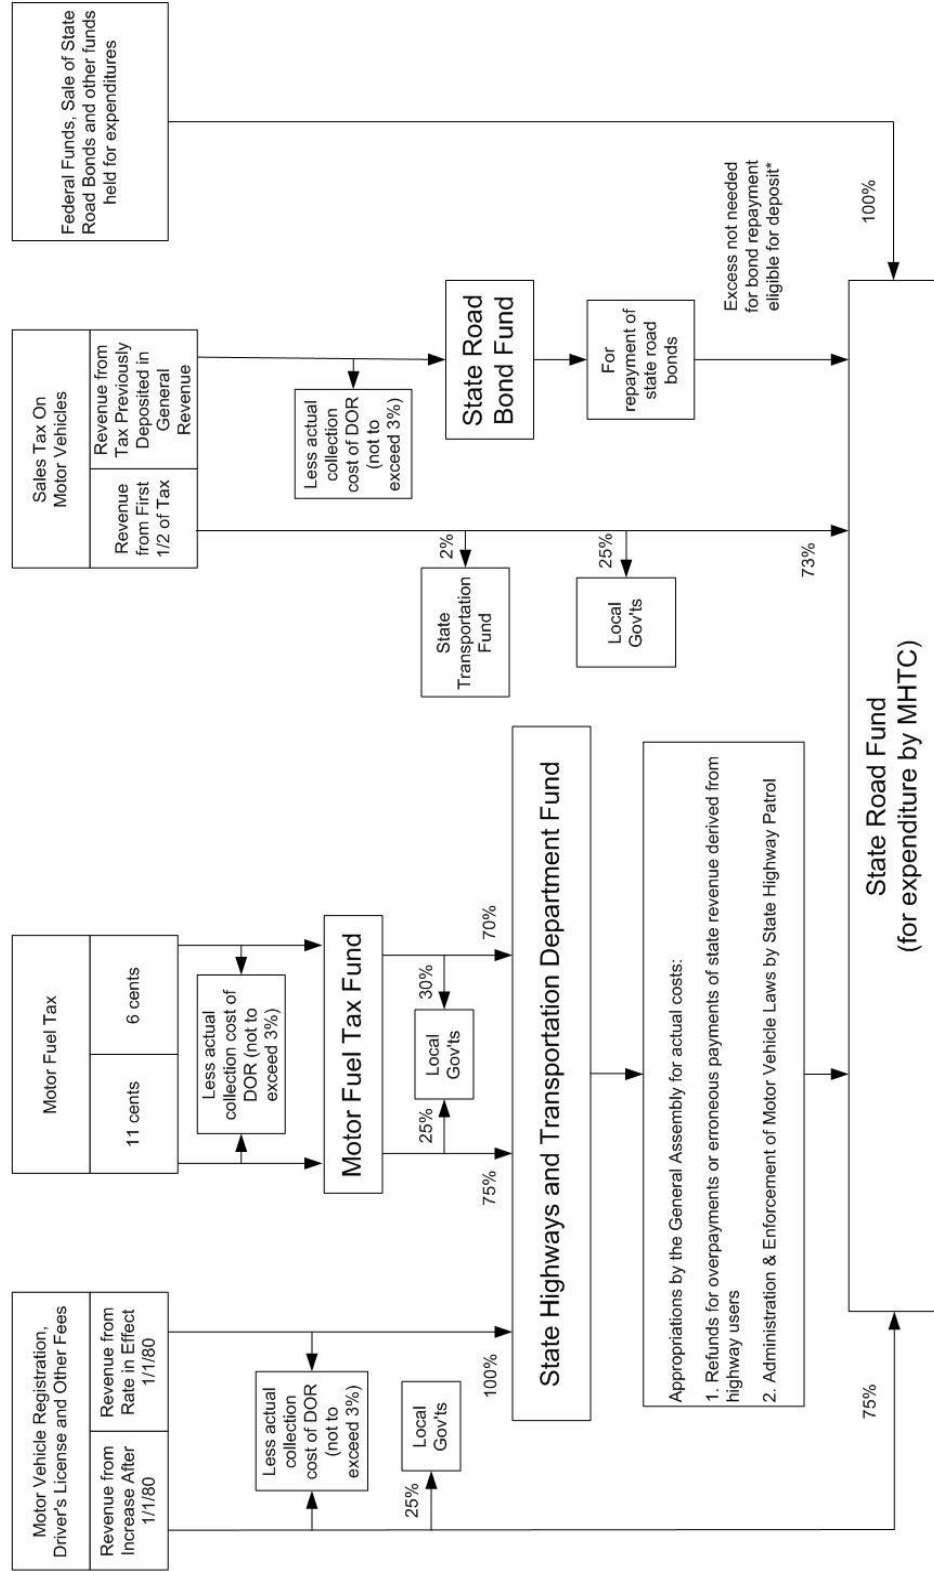 Motor Vehicle Registration,
Driver's License and Other Fees
Revenue from
Increase After
1/1/80
Revenue from
Rate in Effect
1/1/80
Less actual
collection
cost of DOR
(not to
exceed 3%)
25%
Local
Gov'ts
100%
75%
Motor Fuel Tax
11 cents
6 cents
Less actual
collection cost of
DOR (not to
exceed 3%)
Motor Fuel Tax Fund
25%
Local
Gov'ts
30%
75%
70%
State Highways and Transportation Department Fund
Appropriations by the General Assembly for actual costs:
1. Refunds for overpayments or erroneous payments of state revenue derived from
highway users
2. Administration & Enforcement of Motor Vehicle Laws by State Highway Patrol
Sales Tax On
Motor Vehicles
Revenue
from First
1/2 of Tax
Revenue from
Tax Previously
Deposited in
General
Revenue
State
Transportation
Fund
2%
Local
Gov'ts
25%
73%
Less actual
collection
cost of DOR
(not to
exceed 3%)
State Road
Bond Fund
For
repayment of
state road
bonds
Excess not needed
for bond repayment
eligible for deposit*
Federal Funds, Sale of State
Road Bonds and other funds
held for expenditures
100%
State Road Fund
(for expenditure by MHTC)